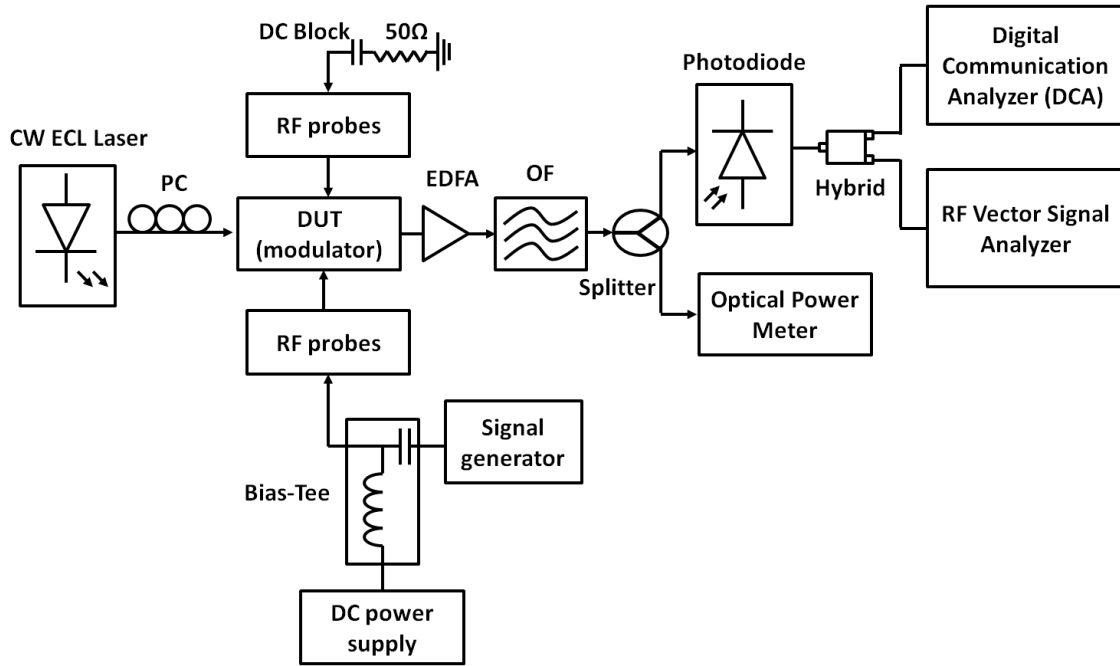 DC Block
50Ω
RF probes
CW ECL Laser
PC
DUT
(modulator)
EDFA
OF
Splitter
Photodiode
Hybrid
Digital
Communication
Analyzer (DCA)
RF Vector Signal
Analyzer
Optical Power
Meter
RF probes
Signal
generator
Bias-Tee
DC power
supply